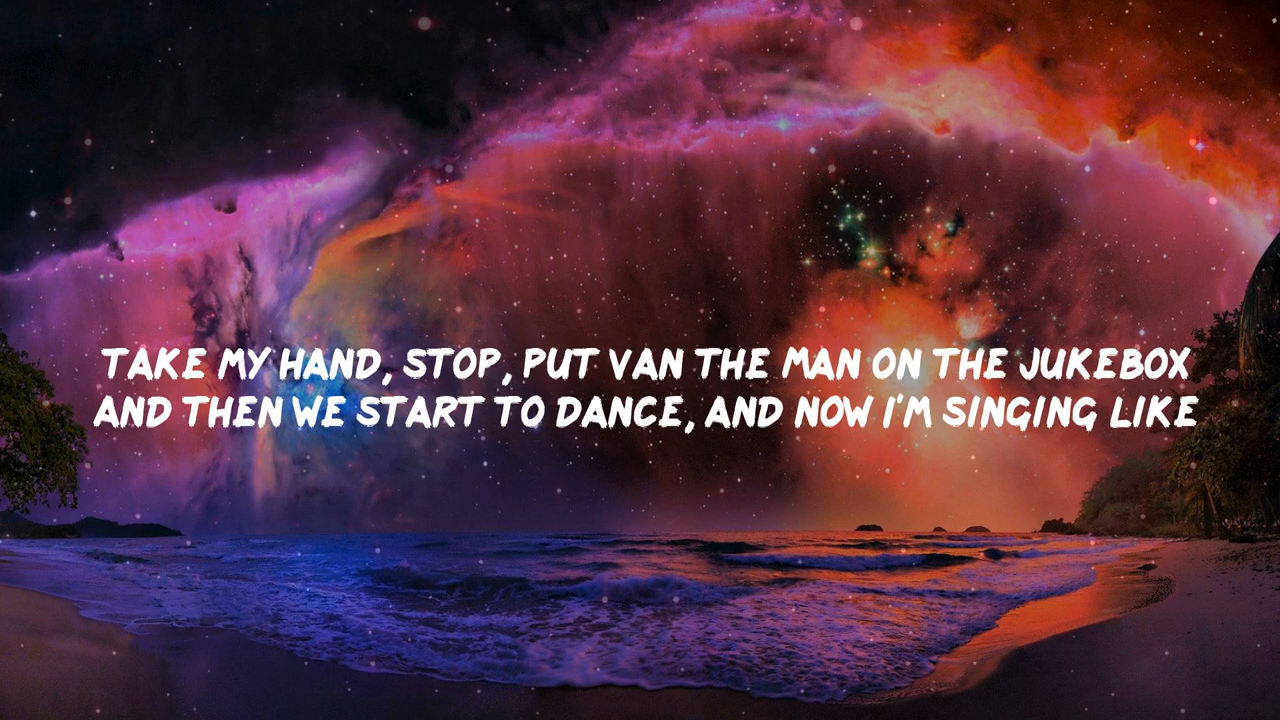 TAKE MY HAND, STOP, PUT VAN THE MAN ON THE JUKEBOX
AND THEN WE START TO DANCE, AND NOW I'M SINGING LIKE